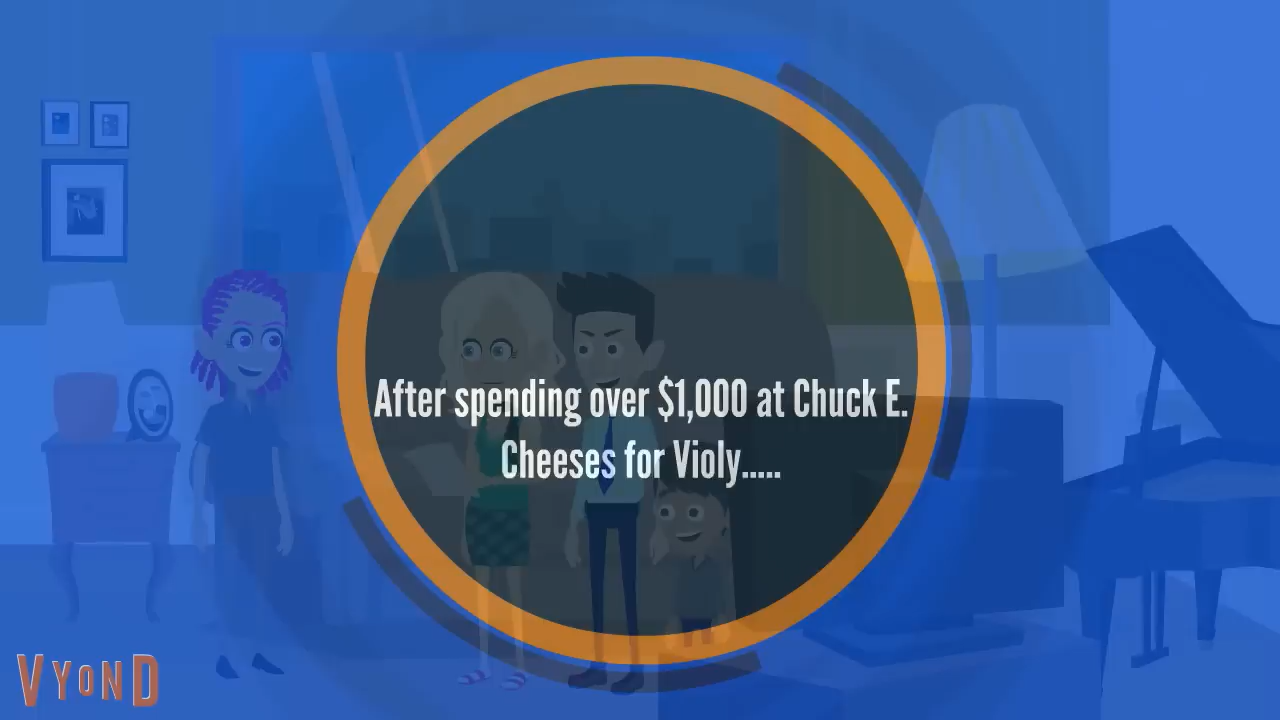 After spending over $1,000 at Chuck E.
Cheeses for Violy.....
VYOND